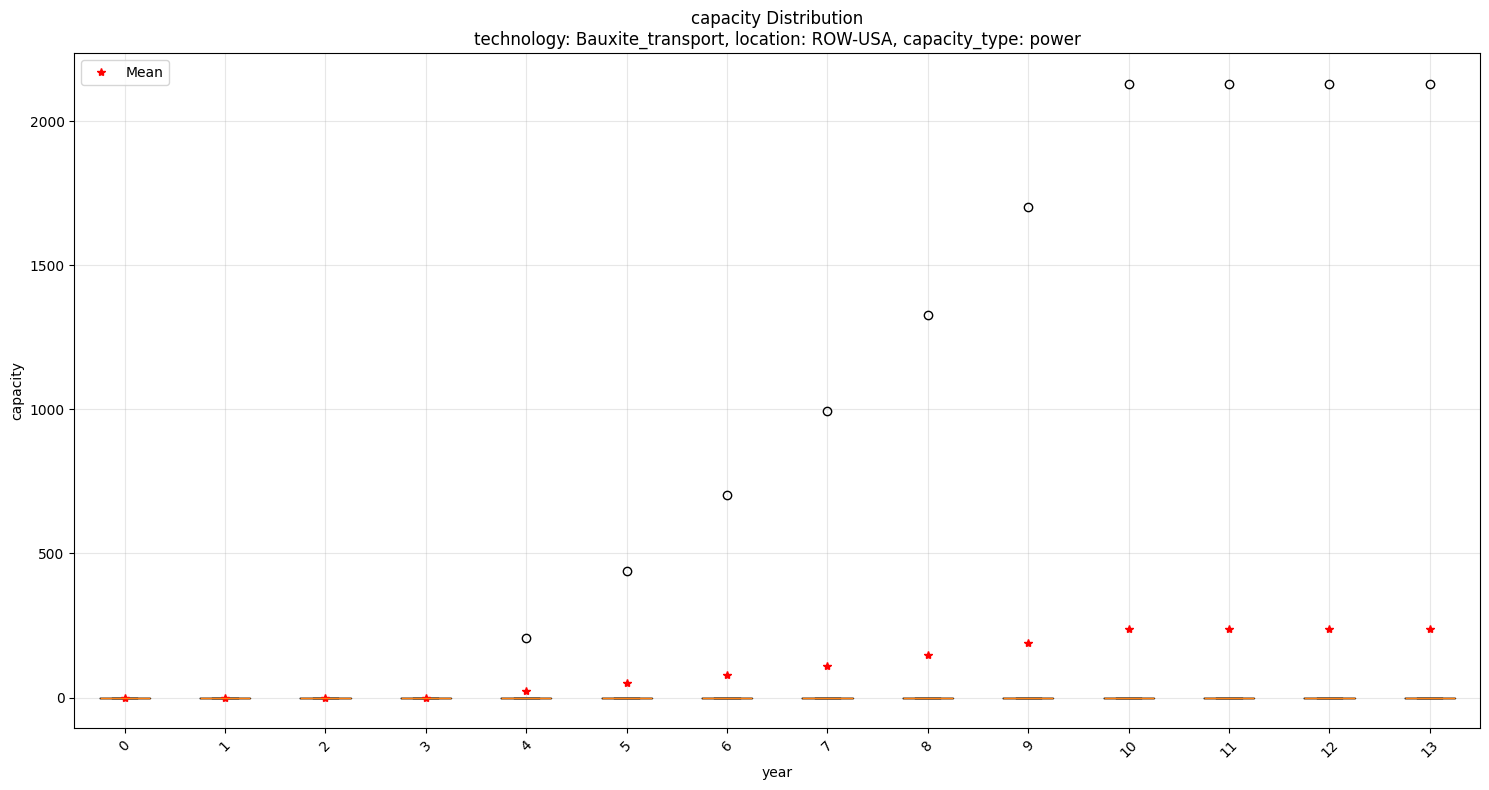 capacity Distribution
technology: Bauxite_transport, location: ROW-USA, capacity_type: power
Mean
2000
1500
1000
500
0
capacity
0 1 2 3 4 5 6 7 8 9 10 11 12 13
year